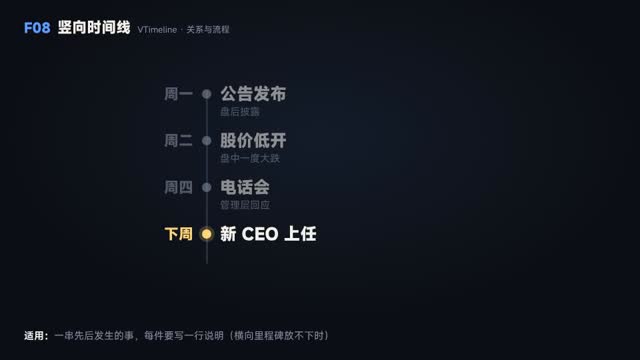 F08 竖向时间线 VTimeline · 关系与流程
周一 公告发布
盘后披露
周二 股价低开
盘中一度大跌
周四 电话会
管理层回应
下周 新 CEO 上任
适用：一串先后发生的事，每件要写一行说明（横向里程碑放不下时）